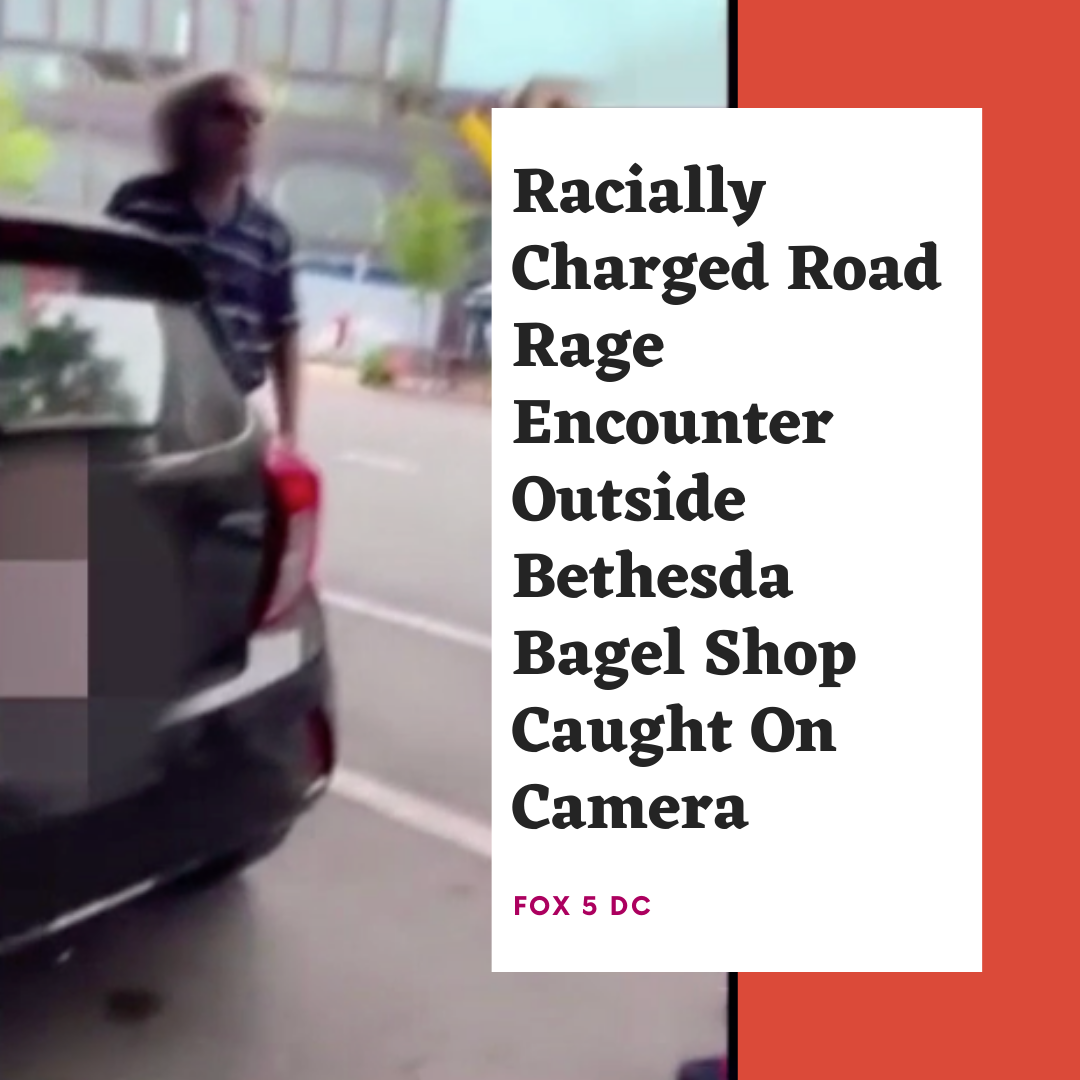 Racially
Charged Road
Rage
Encounter
Outside
Bethesda
Bagel Shop
Caught On
Camera
FOX 5 DC